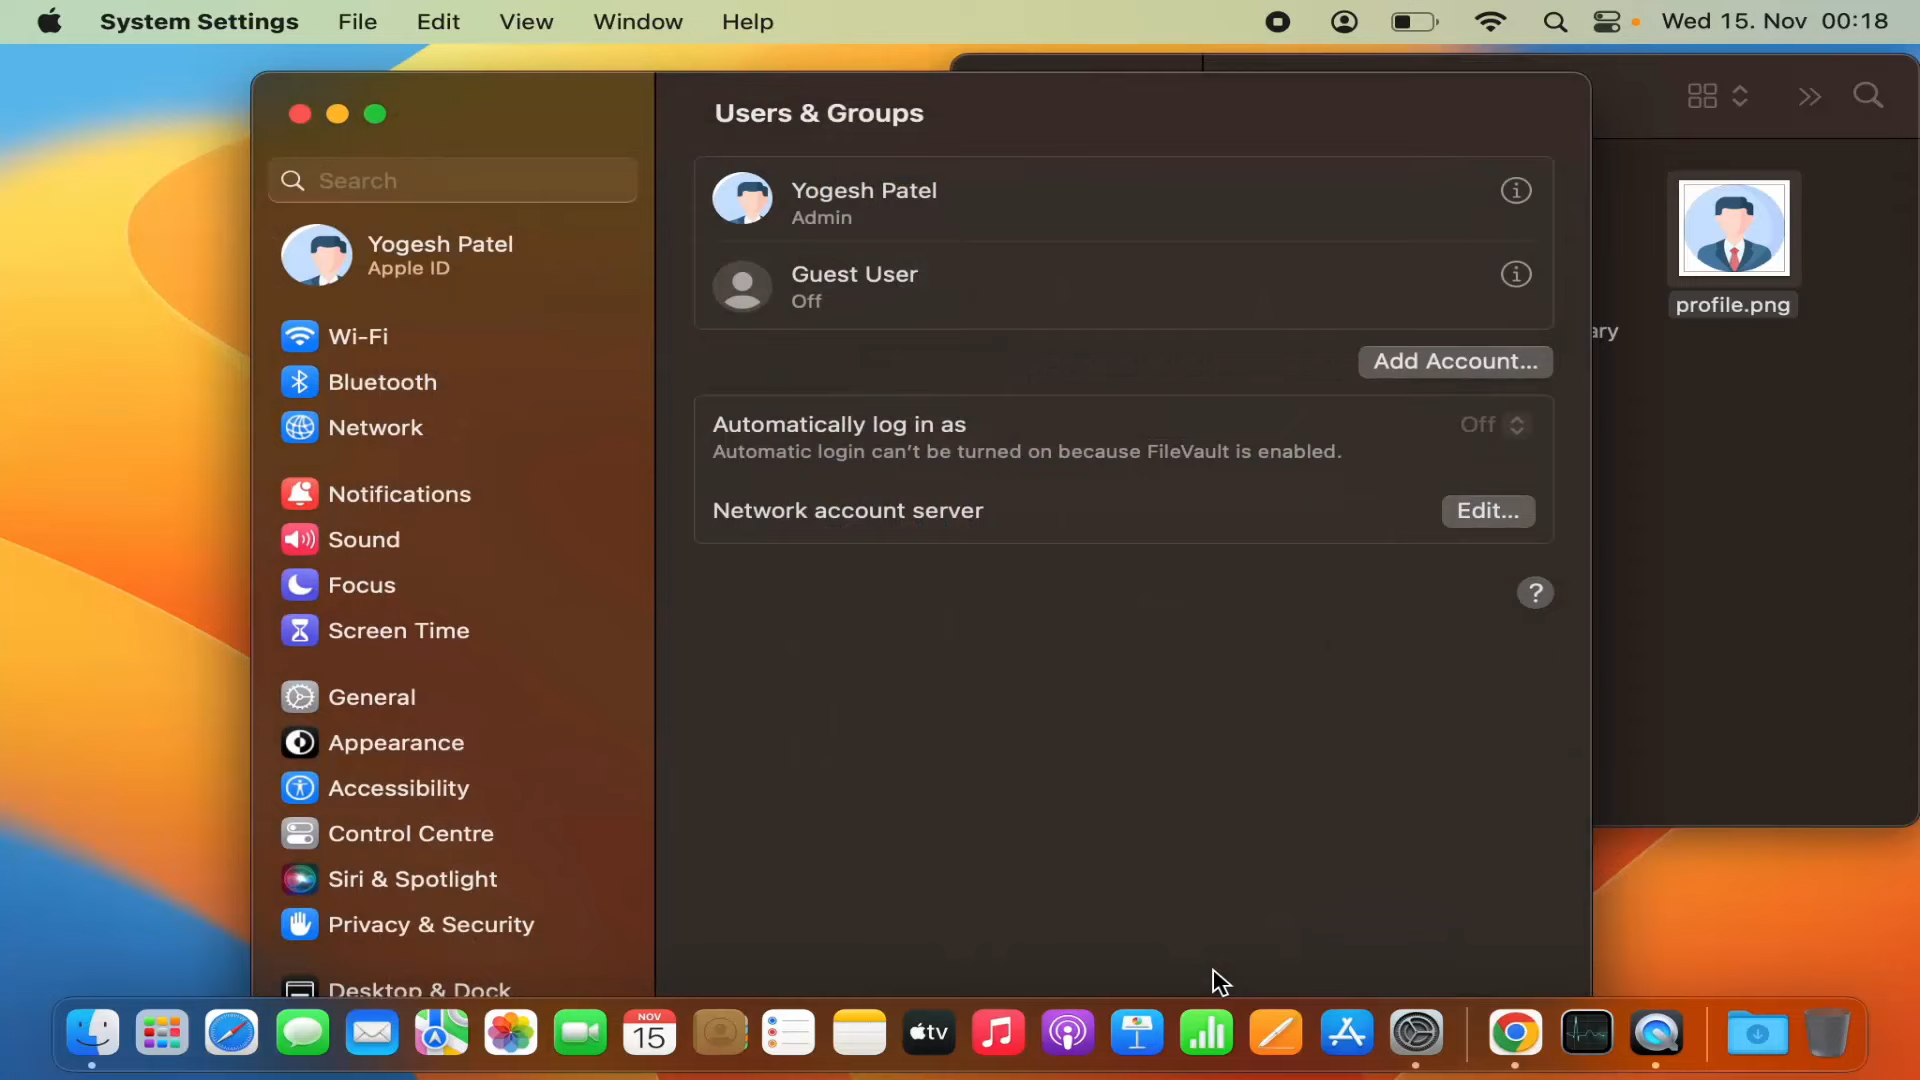 System Settings File Edit View Window Help Wed 15. Nov 00:18
Users & Groups
Search
Yogesh Patel
Apple ID
Wi-Fi
Bluetooth
Network
Notifications
Sound
Focus
Screen Time
General
Appearance
Accessibility
Control Centre
Siri & Spotlight
Privacy & Security
Desktop & Dock
Yogesh Patel
Admin
Guest User
Off
Add Account...
Automatically log in as Off
Automatic login can't be turned on because FileVault is enabled.
Network account server Edit...
?
profile.png
NOV
15
tv